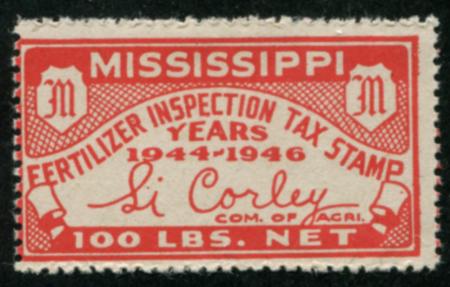 MISSISSIPPI
M M
FERTILIZER INSPECTION TAX STAMP
YEARS
1944-1946
Si Corley
COM. OF AGRI.
100 LBS. NET